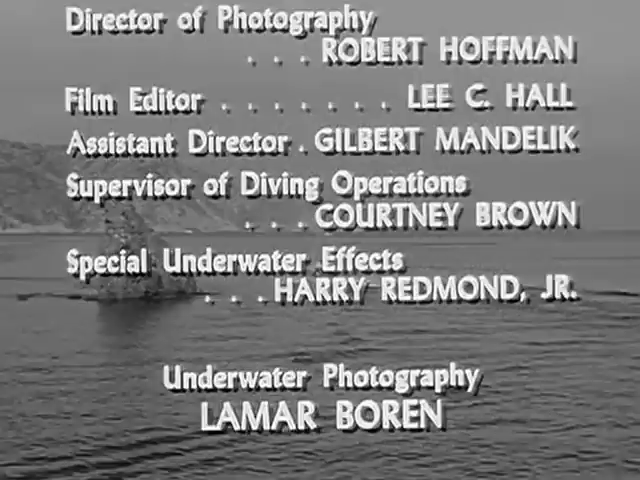 Director of Photography
. . . ROBERT HOFFMAN
Film Editor . . . . . . . LEE C. HALL
Assistant Director . GILBERT MANDELIK
Supervisor of Diving Operations
. . . COURTNEY BROWN
Special Underwater Effects
. . . HARRY REDMOND, JR.
Underwater Photography
LAMAR BOREN